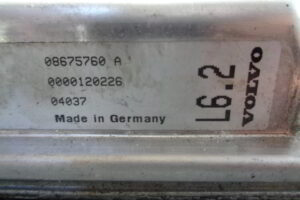 08675760 A
0000120226
04037
Made in Germany
L6.2
VOLVO